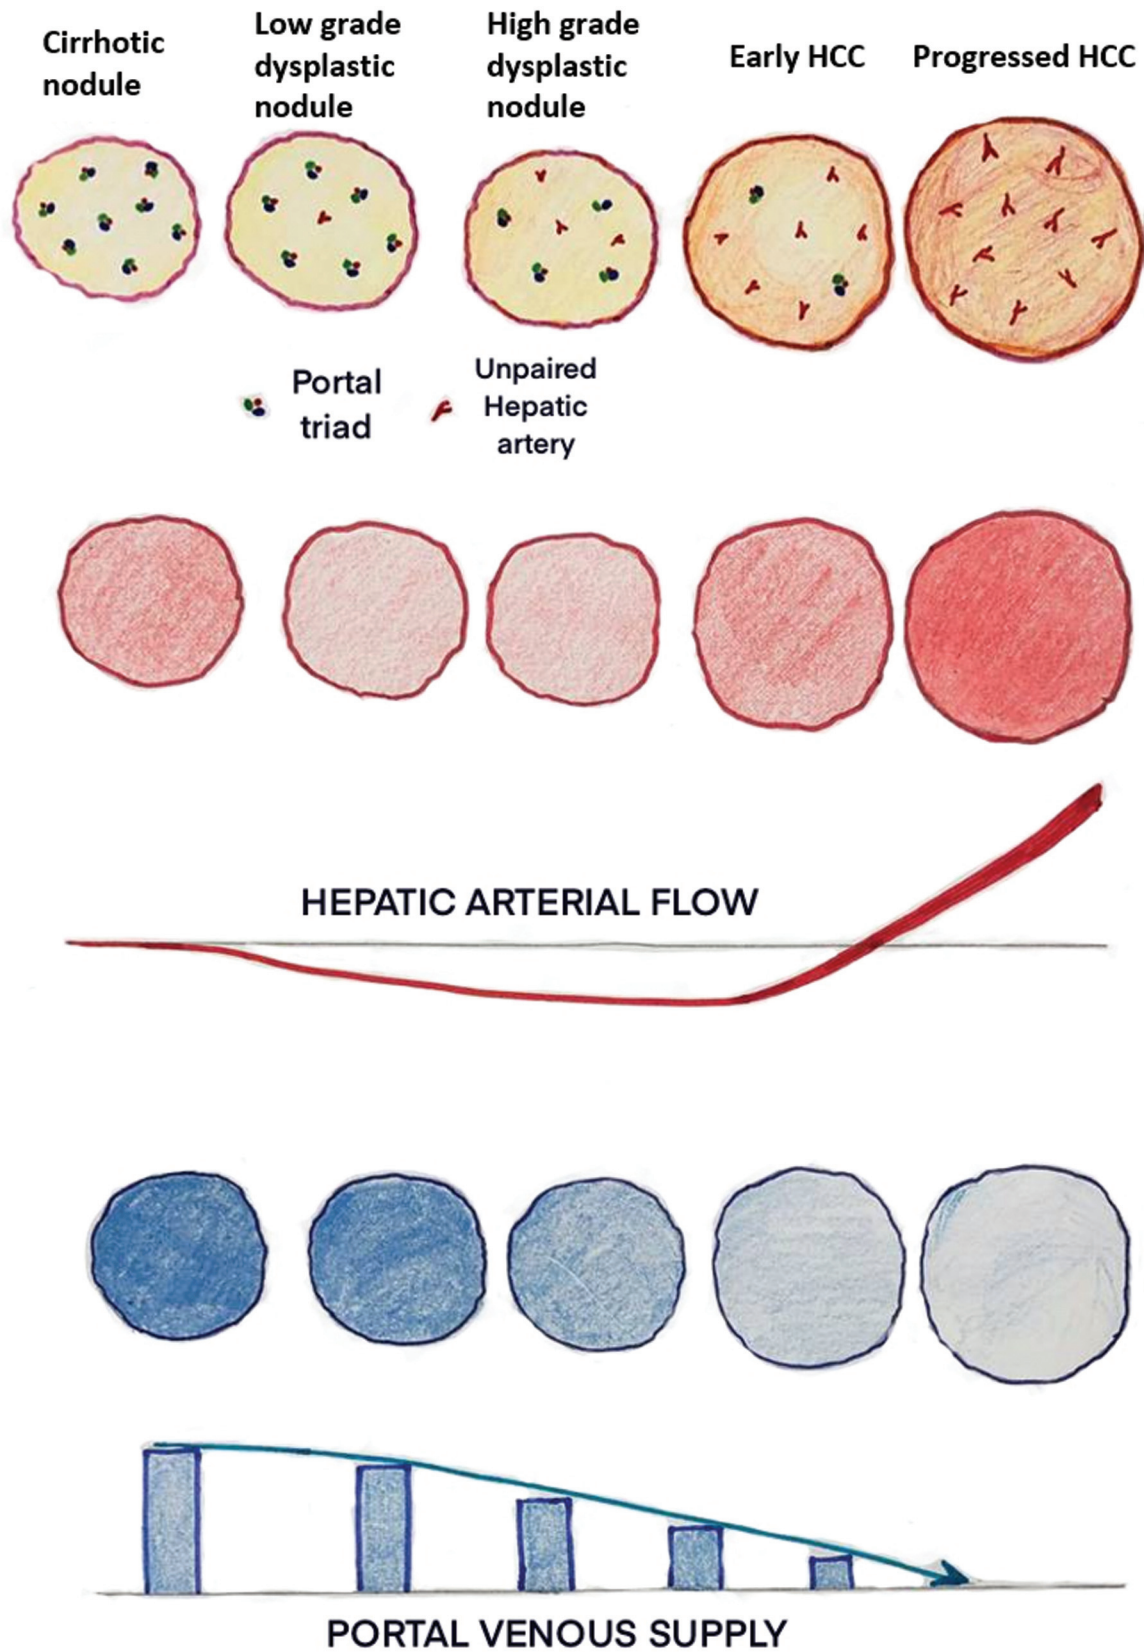 Cirrhotic
nodule
Low grade
dysplastic
nodule
High grade
dysplastic
nodule
Early HCC
Progressed HCC
Portal
triad
Unpaired
Hepatic
artery
HEPATIC ARTERIAL FLOW
PORTAL VENOUS SUPPLY